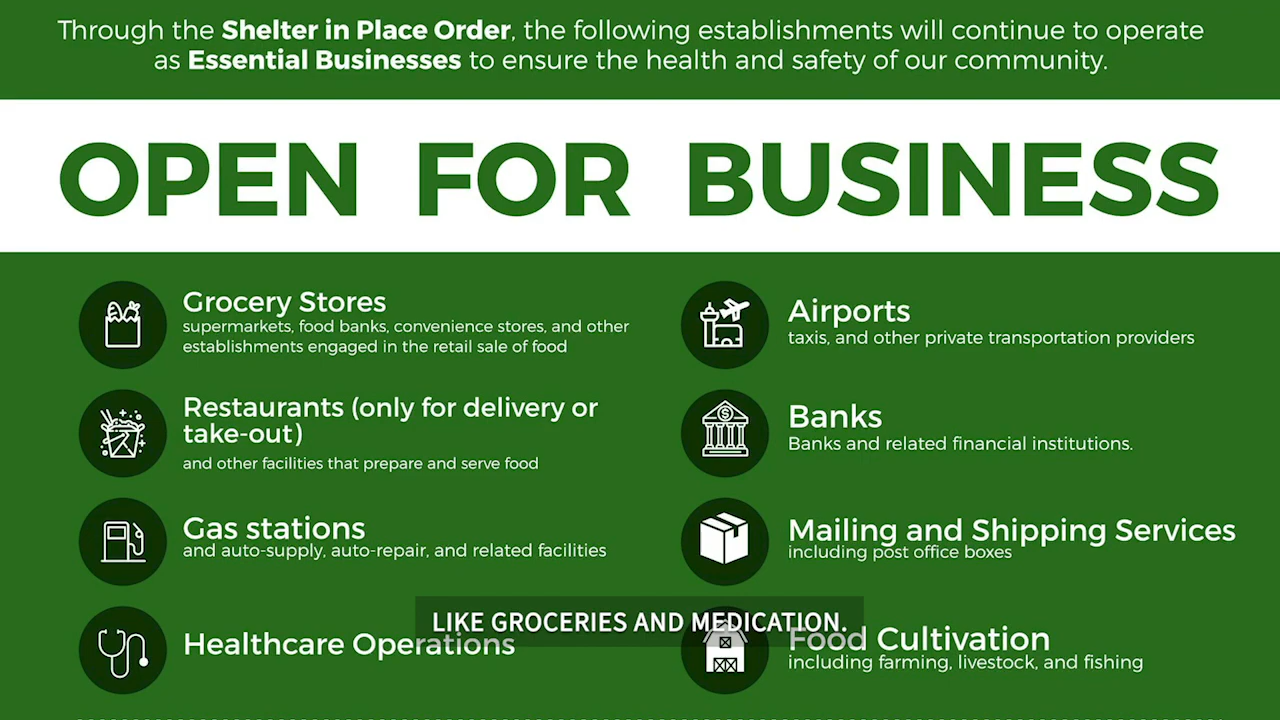 Through the Shelter in Place Order, the following establishments will continue to operate
as Essential Businesses to ensure the health and safety of our community.
OPEN FOR BUSINESS
Grocery Stores
supermarkets, food banks, convenience stores, and other
establishments engaged in the retail sale of food
Restaurants (only for delivery or
take-out)
and other facilities that prepare and serve food
Gas stations
and auto-supply, auto-repair, and related facilities
Healthcare Operations
Airports
taxis, and other private transportation providers
Banks
Banks and related financial institutions.
Mailing and Shipping Services
including post office boxes
Food Cultivation
including farming, livestock, and fishing
LIKE GROCERIES AND MEDICATION.